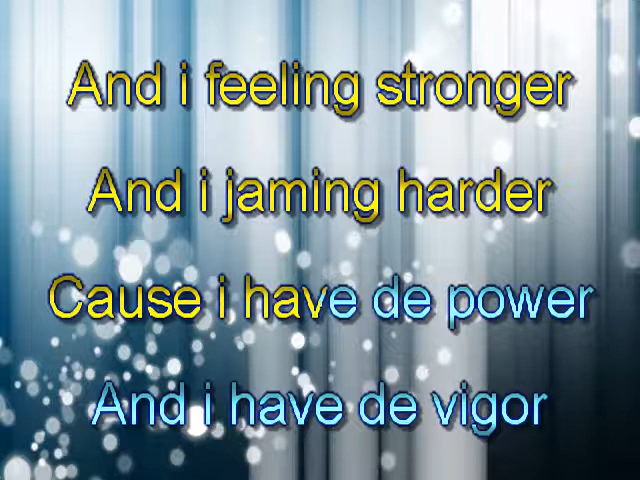 And i feeling stronger
And i jaming harder
Cause i have de power
And i have de vigor